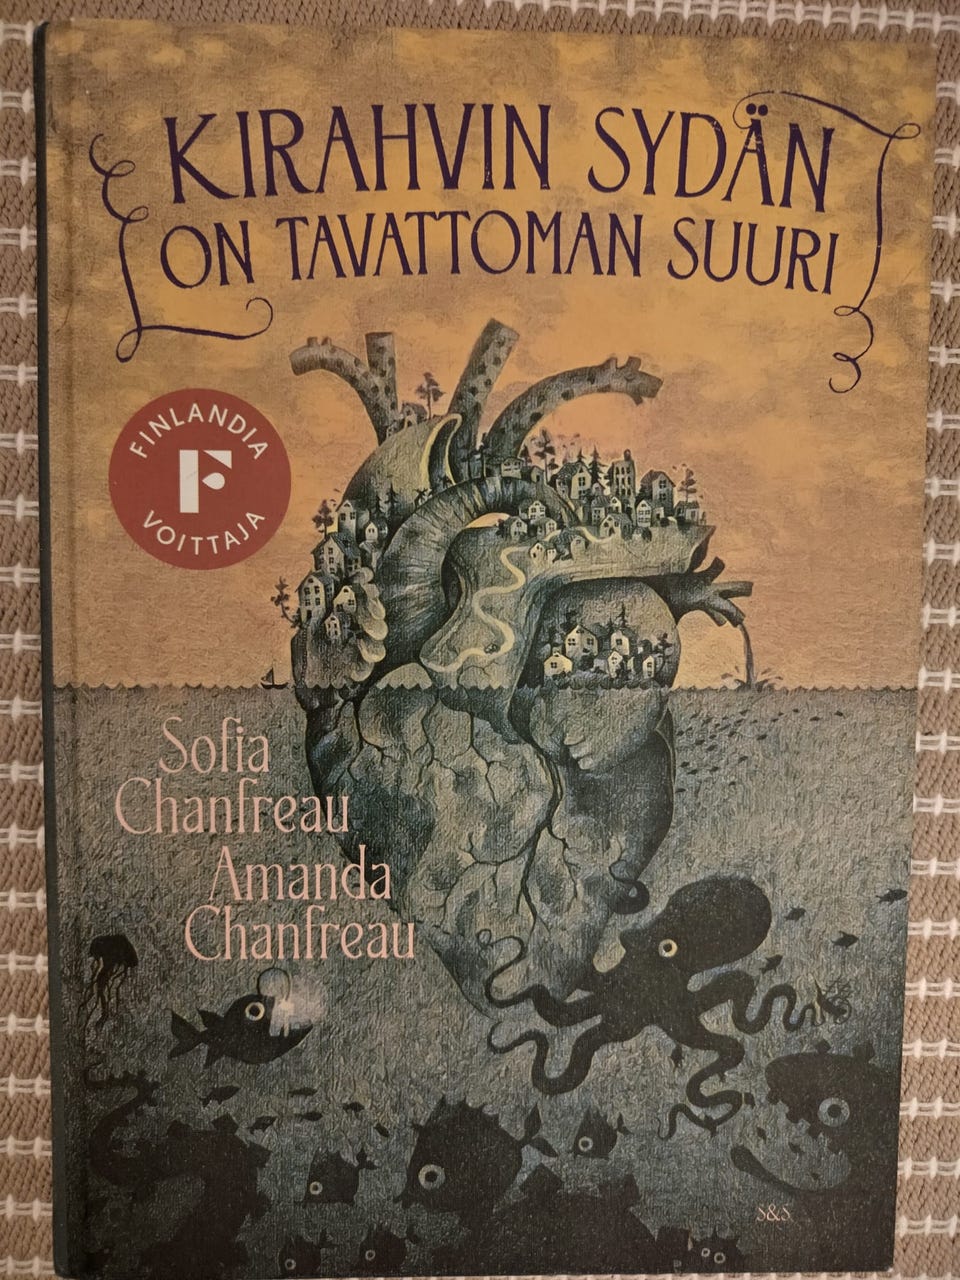 KIRAHVIN SYDÄN
ON TAVATTOMAN SUURI
FINLANDIA
F
VOITTAJA
Sofia
Chanfreau
Amanda
Chanfreau
S&S